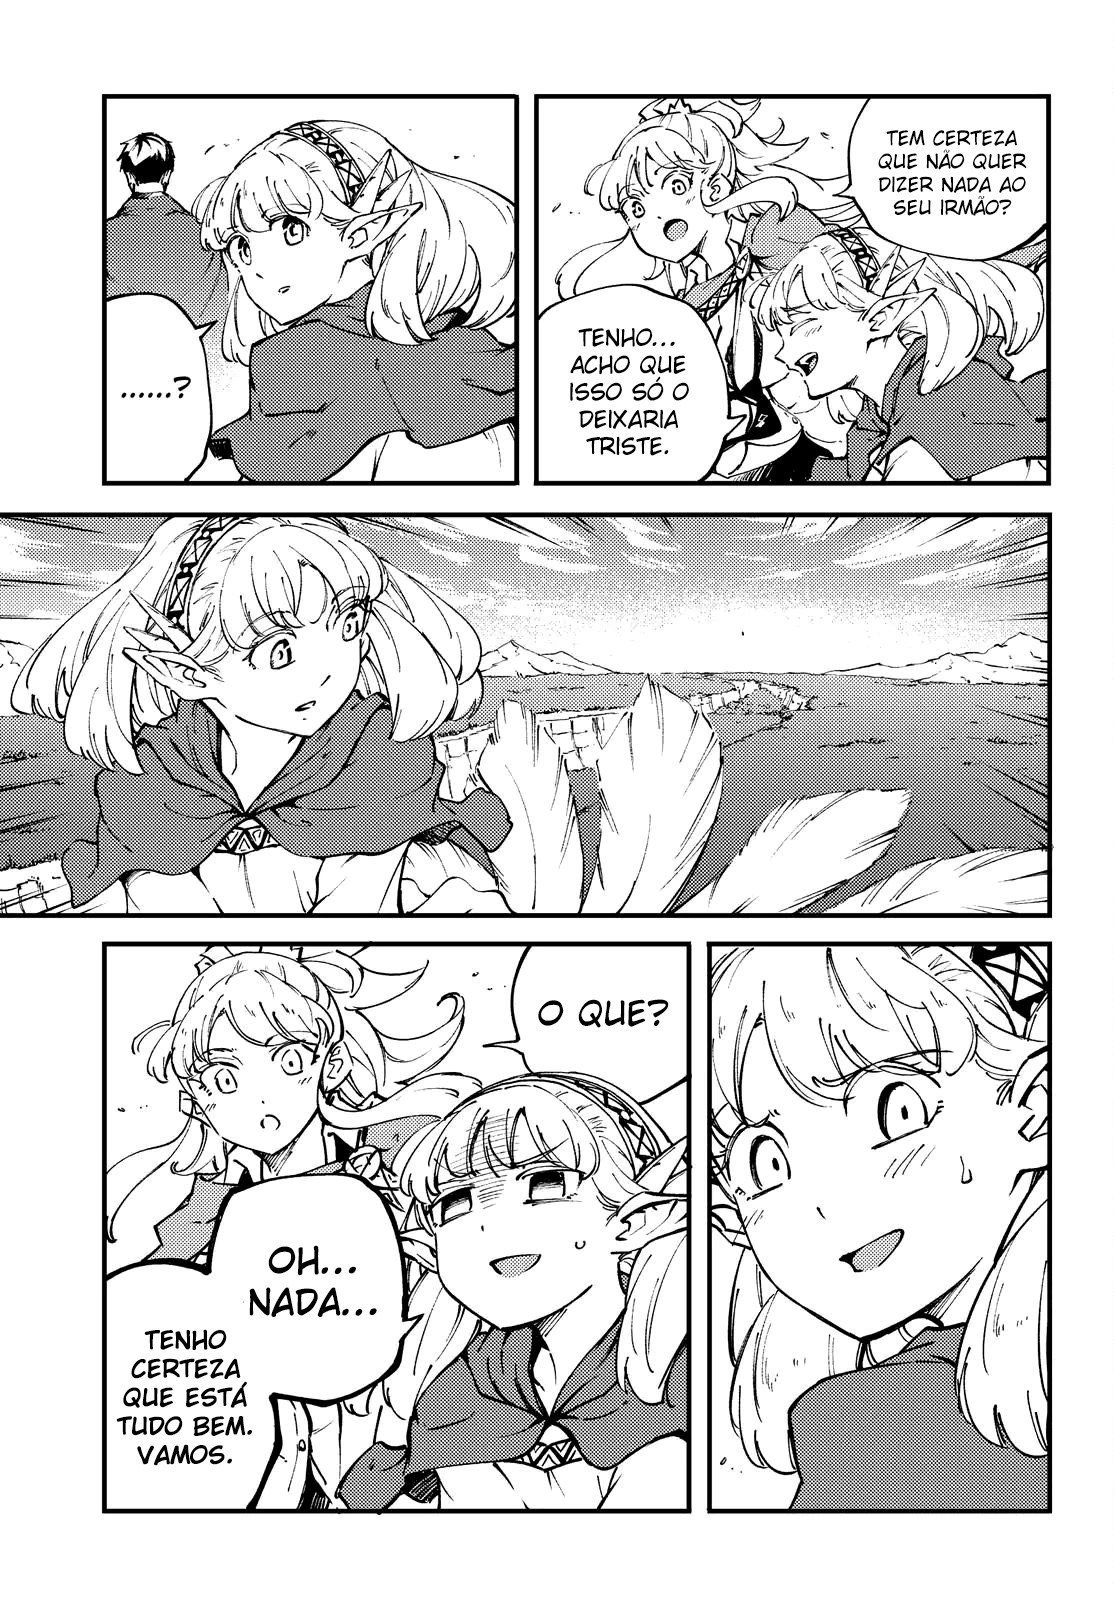 TEM CERTEZA
QUE NÃO QUER
DIZER NADA AO
SEU IRMÃO?
TENHO...
ACHO QUE
ISSO SÓ O
DEIXARIA
TRISTE.
......?
O QUE?
OH...
NADA...
TENHO
CERTEZA
QUE ESTÁ
TUDO BEM.
VAMOS.